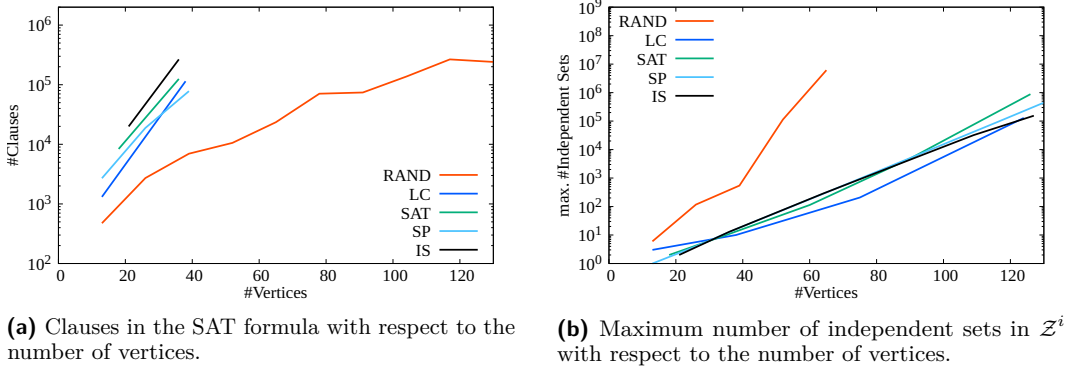 10^6
10^5
10^4
10^3
10^2
#Clauses
RAND
LC
SAT
SP
IS
0 20 40 60 80 100 120
#Vertices
(a) Clauses in the SAT formula with respect to the
number of vertices.
10^9
10^8
10^7
10^6
10^5
10^4
10^3
10^2
10^1
10^0
max. #Independent Sets
RAND
LC
SAT
SP
IS
0 20 40 60 80 100 120
#Vertices
(b) Maximum number of independent sets in 𝒵^i
with respect to the number of vertices.